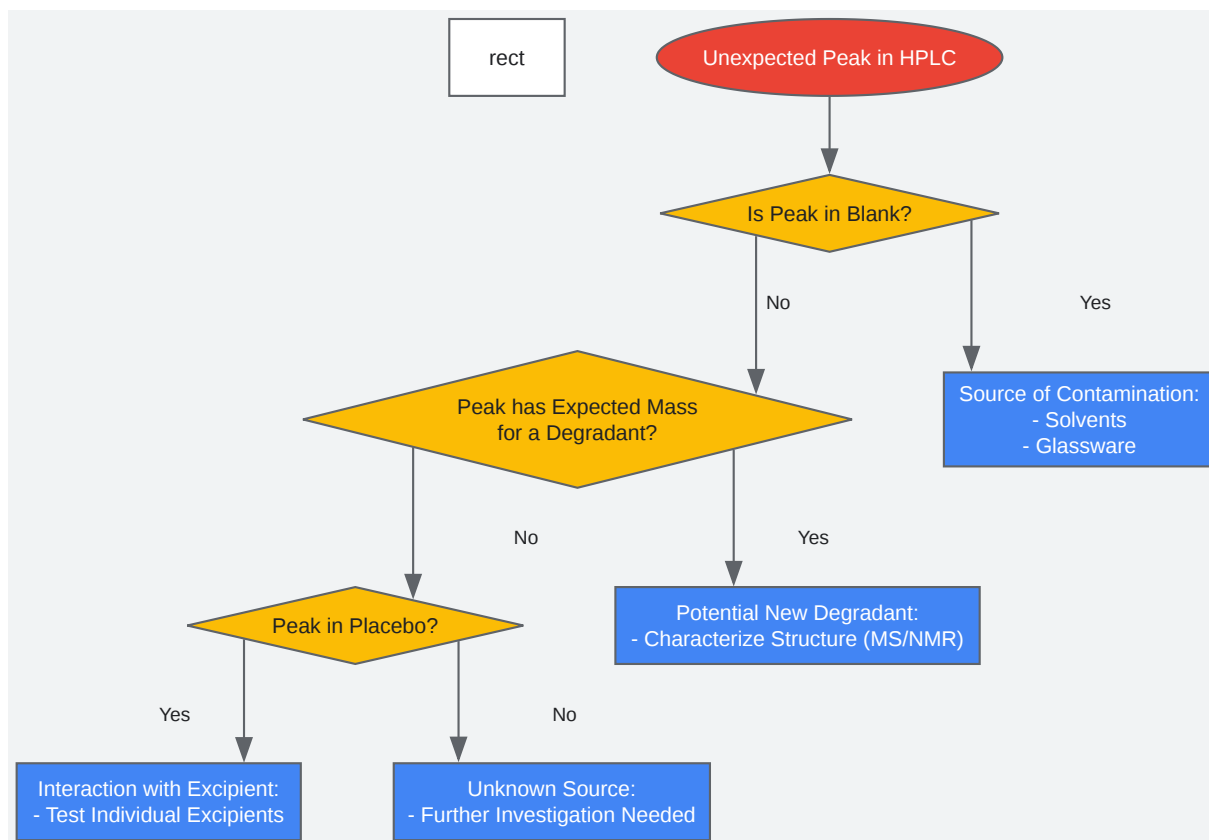 rect
Unexpected Peak in HPLC
Is Peak in Blank?
No
Yes
Peak has Expected Mass
for a Degradant?
Source of Contamination:
- Solvents
- Glassware
No
Yes
Peak in Placebo?
Potential New Degradant:
- Characterize Structure (MS/NMR)
Yes
No
Interaction with Excipient:
- Test Individual Excipients
Unknown Source:
- Further Investigation Needed